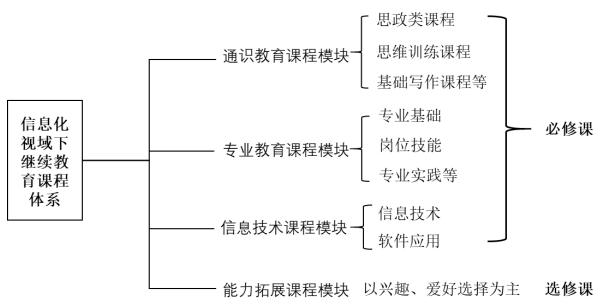 信息化
视域下
继续教
育课程
体系
通识教育课程模块
思政类课程
思维训练课程
基础写作课程等
专业教育课程模块
专业基础
岗位技能
专业实践等
信息技术课程模块
信息技术
软件应用
必修课
能力拓展课程模块
以兴趣、爱好选择为主
选修课